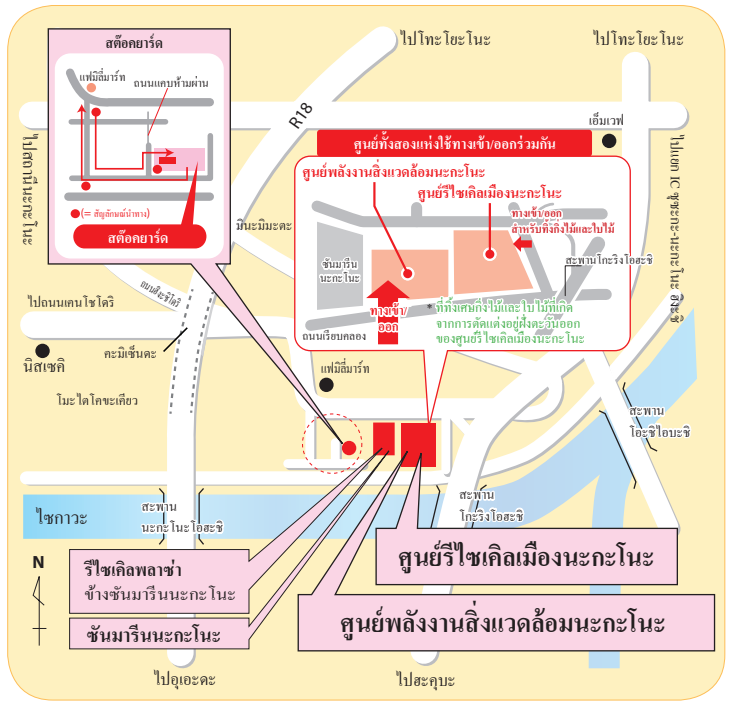 สต๊อคยาร์ด
แฟมิลี่มาร์ท
ถนนแคบห้ามผ่าน
(= สัญลักษณ์นำทาง)
สต๊อคยาร์ด
ไปโทะโยะโนะ
ไปโทะโยะโนะ
R18
เอ็มเวฟ
ไปสถานีนะกะโนะ
ศูนย์ทั้งสองแห่งใช้ทางเข้า/ออกร่วมกัน
ศูนย์พลังงานสิ่งแวดล้อมนะกะโนะ
ศูนย์รีไซเคิลเมืองนะกะโนะ
ทางเข้า/ออก
สำหรับทิ้งกิ่งไม้และใบไม้
ซันมารีน
นะกะโนะ
สะพานโกะริงโอฮะชิ
ทางเข้า/
ออก
ถนนเรียบคลอง
* ที่ทิ้งเศษกิ่งไม้และใบไม้ที่เกิด
จากการตัดแต่งอยู่ฝั่งตะวันออก
ของศูนย์รีไซเคิลเมืองนะกะโนะ
มินะมิมะตะ
ไปถนนเคนโชโดริ
คะมิเซ็นดะ
นิสเซคิ
โมะไดโคขะเคียว
แฟมิลี่มาร์ท
สะพาน
โอะชิไอบะชิ
ไซกาวะ
สะพาน
นะกะโนะโอฮะชิ
สะพาน
โกะริงโอฮะชิ
รีไซเคิลพลาซ่า
ข้างซันมารีนนะกะโนะ
ซันมารีนนะกะโนะ
ศูนย์รีไซเคิลเมืองนะกะโนะ
ศูนย์พลังงานสิ่งแวดล้อมนะกะโนะ
N
ไปอุเอะดะ
ไปฮะคุบะ